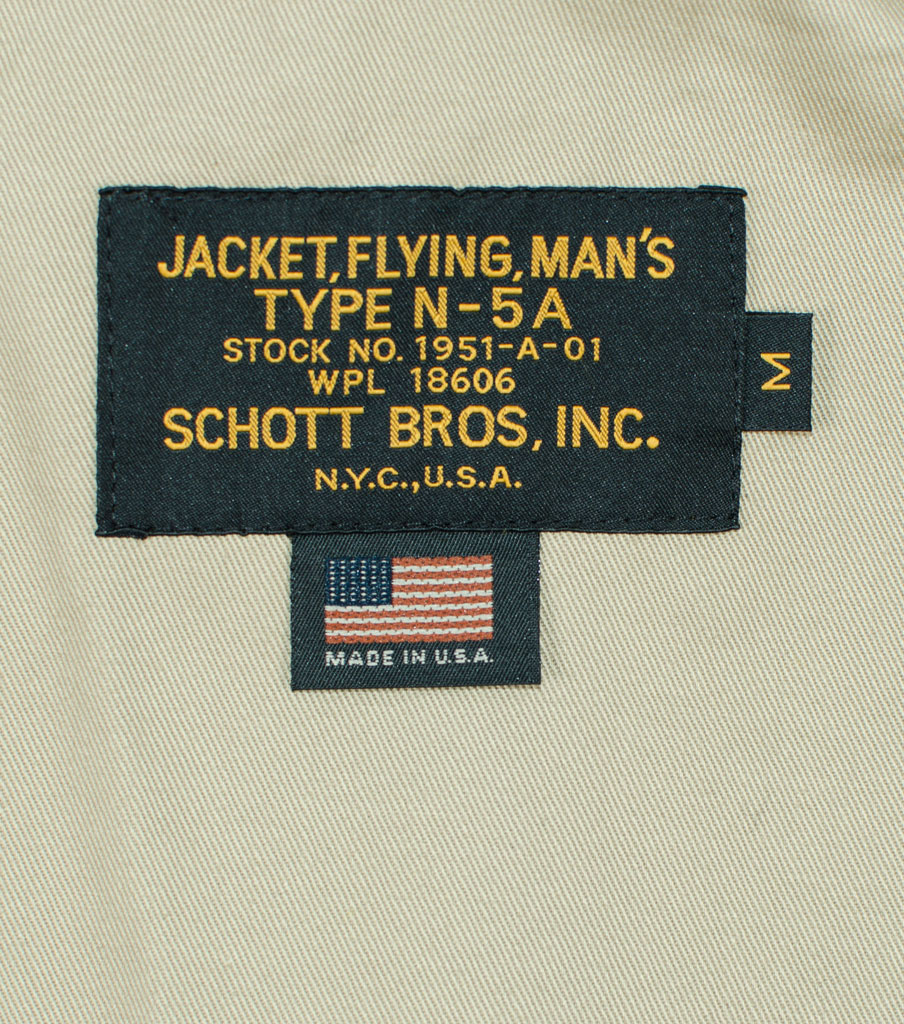 JACKET, FLYING, MAN'S
TYPE N-5A
STOCK NO. 1951-A-01
WPL 18606
SCHOTT BROS, INC.
N.Y.C., U.S.A.
M
MADE IN U.S.A.